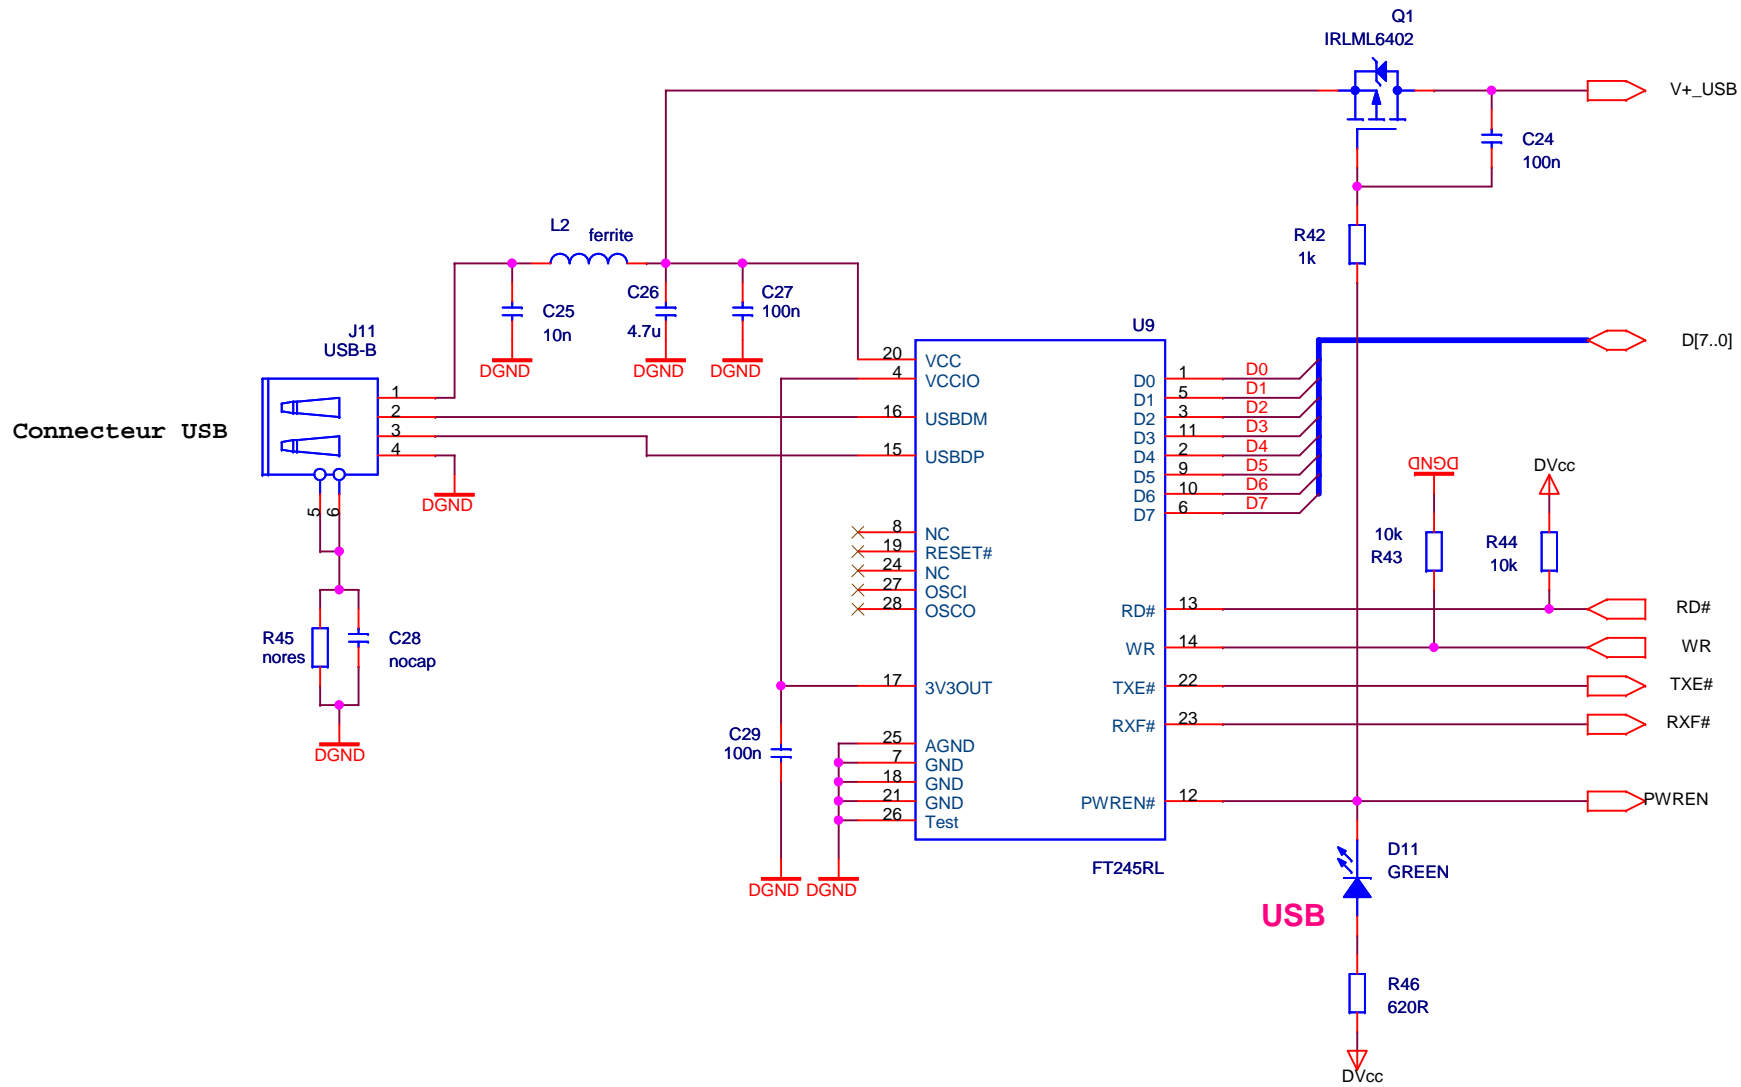 Q1
IRLML6402
V+_USB
C24
100n
L2
ferrite
R42
1k
C25
10n
C26
4.7u
C27
100n
DGND
DGND
DGND
J11
USB-B
Connecteur USB
1
2
3
4
5
6
DGND
R45
nores
C28
nocap
DGND
U9
20 VCC
4 VCCIO
16 USBDM
15 USBDP
8 NC
19 RESET#
24 NC
27 OSCI
28 OSCO
17 3V3OUT
25 AGND
7 GND
18 GND
21 GND
26 Test
D0 1 D0
D1 5 D1
D2 3 D2
D3 11 D3
D4 2 D4
D5 9 D5
D6 10 D6
D7 6 D7
D[7..0]
RD# 13
WR 14
TXE# 22
RXF# 23
PWREN# 12
FT245RL
C29
100n
DGND
DGND
DGND
10k
R43
DVcc
R44
10k
RD#
WR
TXE#
RXF#
PWREN
D11
GREEN
USB
R46
620R
DVcc